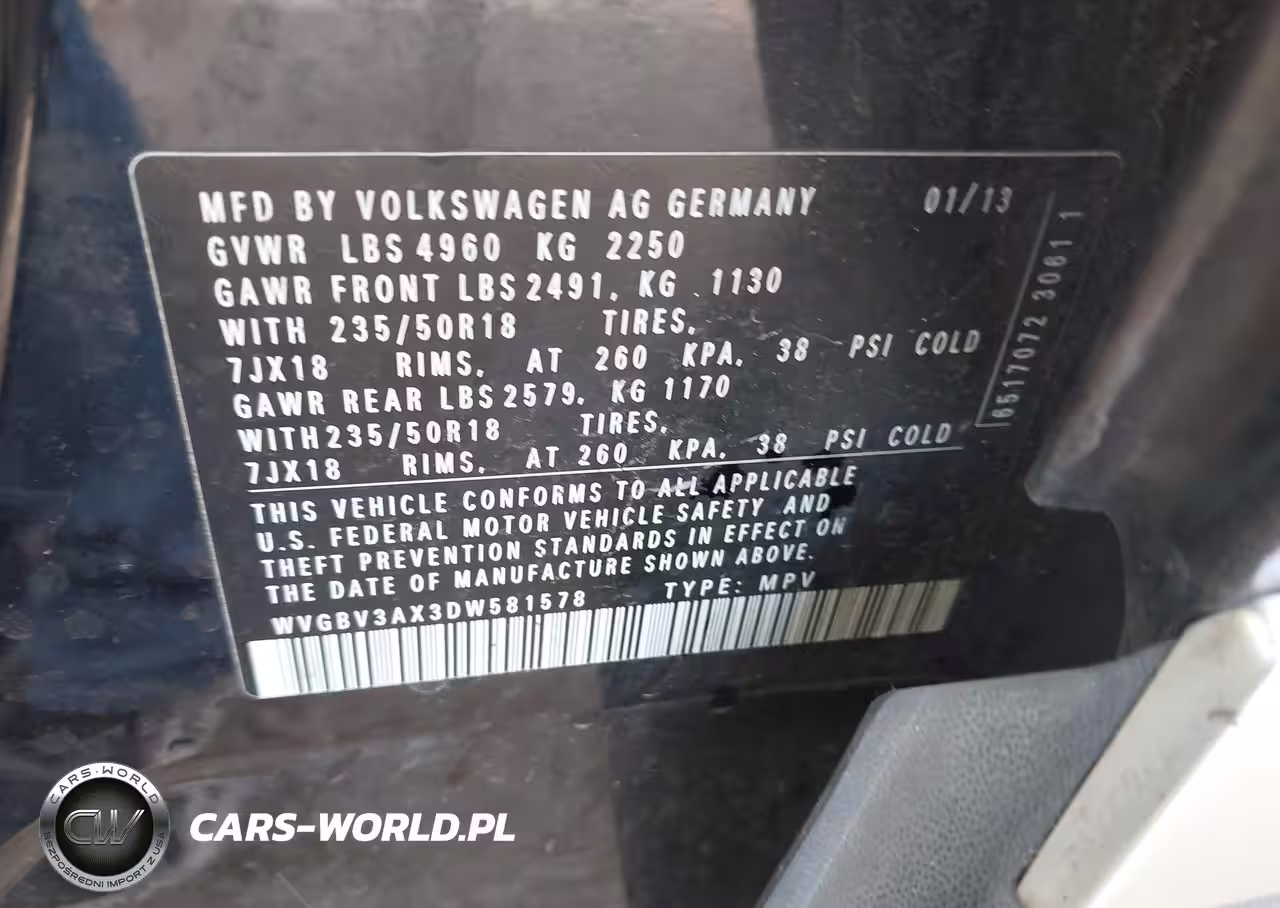 MFD BY VOLKSWAGEN AG GERMANY 01/13
GVWR LBS 4960 KG 2250
GAWR FRONT LBS 2491, KG 1130
WITH 235/50R18 TIRES,
7JX18 RIMS, AT 260 KPA, 38 PSI COLD
GAWR REAR LBS 2579, KG 1170
WITH 235/50R18 TIRES,
7JX18 RIMS, AT 260 KPA, 38 PSI COLD
THIS VEHICLE CONFORMS TO ALL APPLICABLE
U.S. FEDERAL MOTOR VEHICLE SAFETY AND
THEFT PREVENTION STANDARDS IN EFFECT ON
THE DATE OF MANUFACTURE SHOWN ABOVE.
WVGBV3AX3DW581578 TYPE: MPV
6517072 3061 1
CARS-WORLD
CW
BEZPOŚREDNI IMPORT Z USA
CARS-WORLD.PL